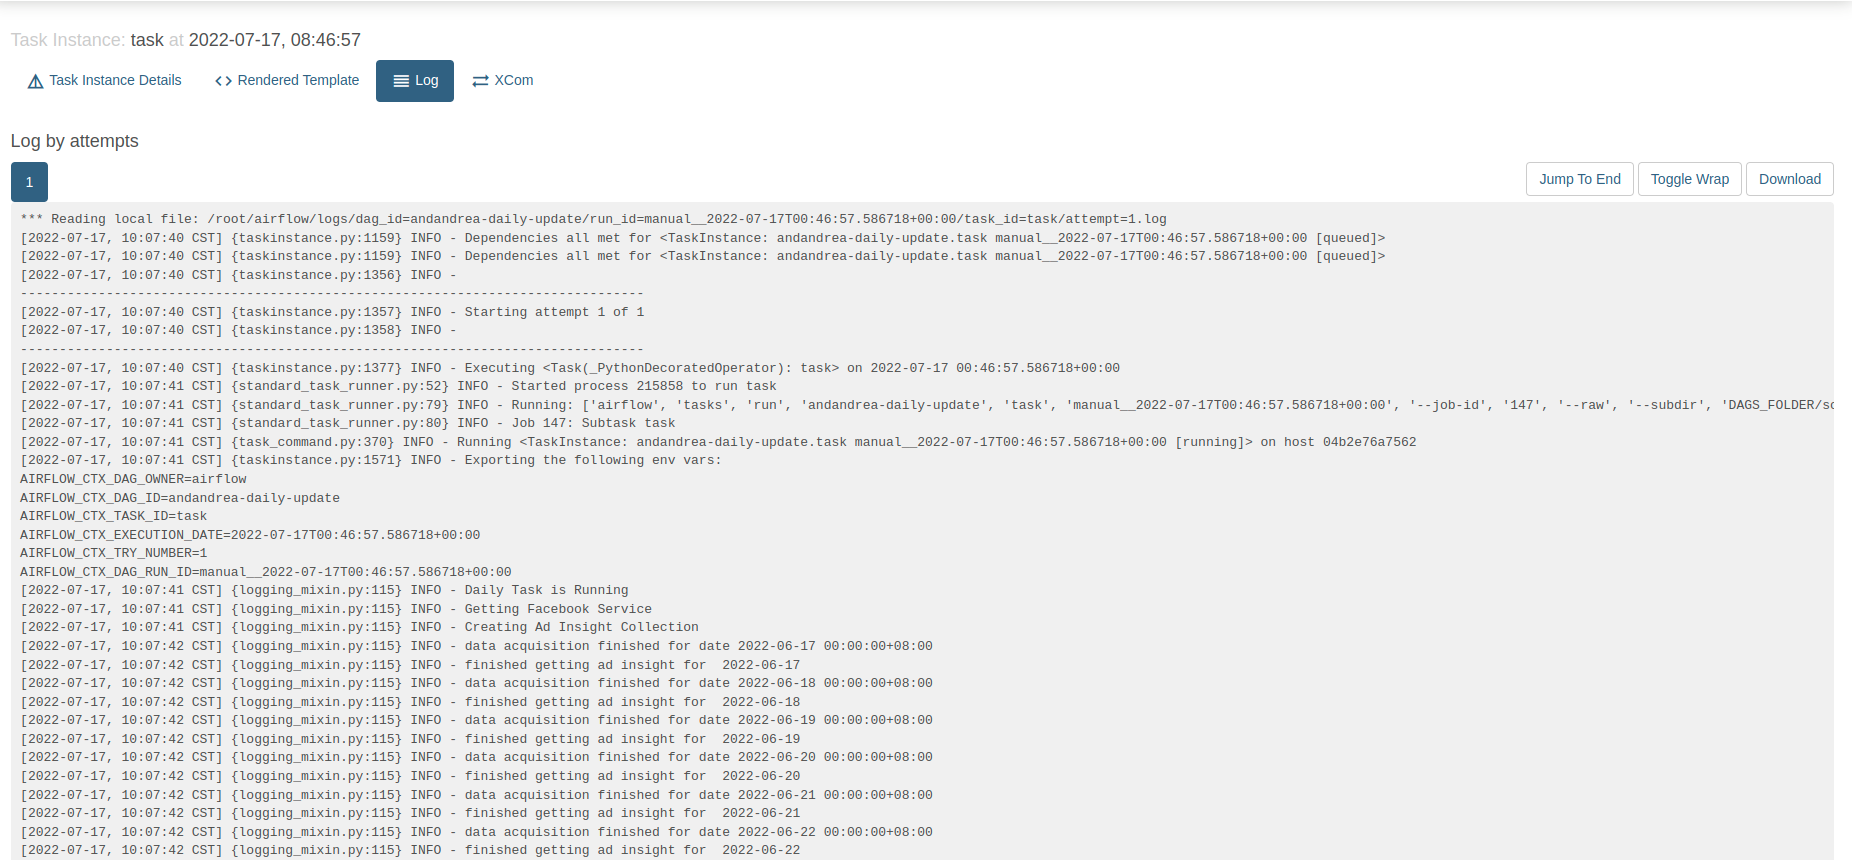 Task Instance: task at 2022-07-17, 08:46:57
Task Instance Details
Rendered Template
Log
XCom
Log by attempts
1
Jump To End
Toggle Wrap
Download
*** Reading local file: /root/airflow/logs/dag_id=andandrea-daily-update/run_id=manual__2022-07-17T00:46:57.586718+00:00/task_id=task/attempt=1.log
[2022-07-17, 10:07:40 CST] {taskinstance.py:1159} INFO - Dependencies all met for <TaskInstance: andandrea-daily-update.task manual__2022-07-17T00:46:57.586718+00:00 [queued]>
[2022-07-17, 10:07:40 CST] {taskinstance.py:1159} INFO - Dependencies all met for <TaskInstance: andandrea-daily-update.task manual__2022-07-17T00:46:57.586718+00:00 [queued]>
[2022-07-17, 10:07:40 CST] {taskinstance.py:1356} INFO -
--------------------------------------------------------------------------------
[2022-07-17, 10:07:40 CST] {taskinstance.py:1357} INFO - Starting attempt 1 of 1
[2022-07-17, 10:07:40 CST] {taskinstance.py:1358} INFO -
--------------------------------------------------------------------------------
[2022-07-17, 10:07:40 CST] {taskinstance.py:1377} INFO - Executing <Task(_PythonDecoratedOperator): task> on 2022-07-17 00:46:57.586718+00:00
[2022-07-17, 10:07:41 CST] {standard_task_runner.py:52} INFO - Started process 215858 to run task
[2022-07-17, 10:07:41 CST] {standard_task_runner.py:79} INFO - Running: ['airflow', 'tasks', 'run', 'andandrea-daily-update', 'task', 'manual__2022-07-17T00:46:57.586718+00:00', '--job-id', '147', '--raw', '--subdir', 'DAGS_FOLDER/sc
[2022-07-17, 10:07:41 CST] {standard_task_runner.py:80} INFO - Job 147: Subtask task
[2022-07-17, 10:07:41 CST] {task_command.py:370} INFO - Running <TaskInstance: andandrea-daily-update.task manual__2022-07-17T00:46:57.586718+00:00 [running]> on host 04b2e76a7562
[2022-07-17, 10:07:41 CST] {taskinstance.py:1571} INFO - Exporting the following env vars:
AIRFLOW_CTX_DAG_OWNER=airflow
AIRFLOW_CTX_DAG_ID=andandrea-daily-update
AIRFLOW_CTX_TASK_ID=task
AIRFLOW_CTX_EXECUTION_DATE=2022-07-17T00:46:57.586718+00:00
AIRFLOW_CTX_TRY_NUMBER=1
AIRFLOW_CTX_DAG_RUN_ID=manual__2022-07-17T00:46:57.586718+00:00
[2022-07-17, 10:07:41 CST] {logging_mixin.py:115} INFO - Daily Task is Running
[2022-07-17, 10:07:41 CST] {logging_mixin.py:115} INFO - Getting Facebook Service
[2022-07-17, 10:07:41 CST] {logging_mixin.py:115} INFO - Creating Ad Insight Collection
[2022-07-17, 10:07:42 CST] {logging_mixin.py:115} INFO - data acquisition finished for date 2022-06-17 00:00:00+08:00
[2022-07-17, 10:07:42 CST] {logging_mixin.py:115} INFO - finished getting ad insight for  2022-06-17
[2022-07-17, 10:07:42 CST] {logging_mixin.py:115} INFO - data acquisition finished for date 2022-06-18 00:00:00+08:00
[2022-07-17, 10:07:42 CST] {logging_mixin.py:115} INFO - finished getting ad insight for  2022-06-18
[2022-07-17, 10:07:42 CST] {logging_mixin.py:115} INFO - data acquisition finished for date 2022-06-19 00:00:00+08:00
[2022-07-17, 10:07:42 CST] {logging_mixin.py:115} INFO - finished getting ad insight for  2022-06-19
[2022-07-17, 10:07:42 CST] {logging_mixin.py:115} INFO - data acquisition finished for date 2022-06-20 00:00:00+08:00
[2022-07-17, 10:07:42 CST] {logging_mixin.py:115} INFO - finished getting ad insight for  2022-06-20
[2022-07-17, 10:07:42 CST] {logging_mixin.py:115} INFO - data acquisition finished for date 2022-06-21 00:00:00+08:00
[2022-07-17, 10:07:42 CST] {logging_mixin.py:115} INFO - finished getting ad insight for  2022-06-21
[2022-07-17, 10:07:42 CST] {logging_mixin.py:115} INFO - data acquisition finished for date 2022-06-22 00:00:00+08:00
[2022-07-17, 10:07:42 CST] {logging_mixin.py:115} INFO - finished getting ad insight for  2022-06-22